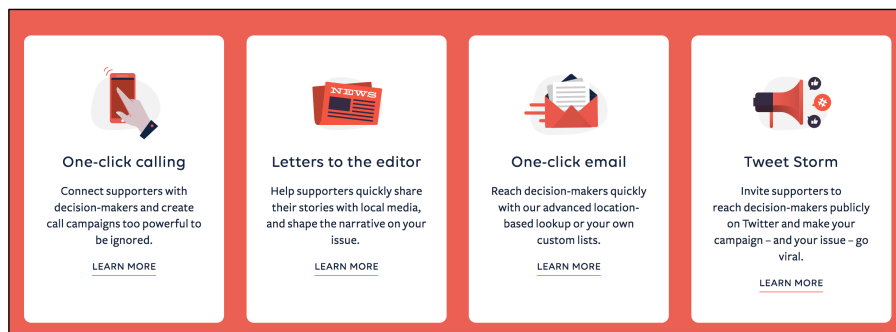 One-click calling
Connect supporters with
decision-makers and create
call campaigns too powerful to
be ignored.
LEARN MORE
NEWS
Letters to the editor
Help supporters quickly share
their stories with local media,
and shape the narrative on your
issue.
LEARN MORE
One-click email
Reach decision-makers quickly
with our advanced location-
based lookup or your own
custom lists.
LEARN MORE
Tweet Storm
Invite supporters to
reach decision-makers publicly
on Twitter and make your
campaign – and your issue – go
viral.
LEARN MORE